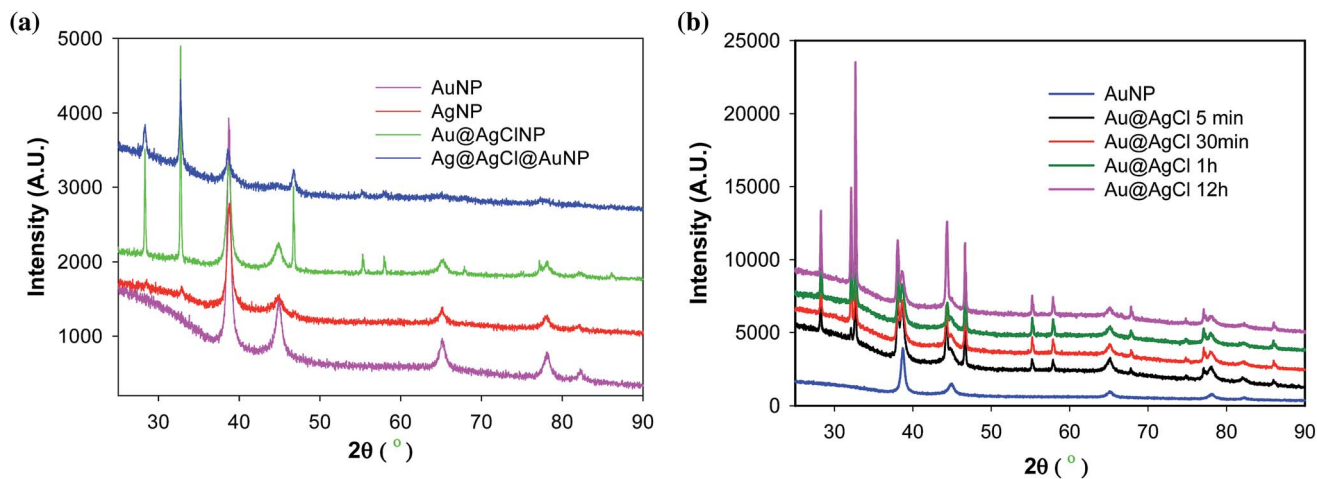 (a)
5000
4000
3000
2000
1000
Intensity (A.U.)
AuNP
AgNP
Au@AgClNP
Ag@AgCl@AuNP
30 40 50 60 70 80 90
2θ ( ° )
(b)
25000
20000
15000
10000
5000
0
Intensity (A.U.)
AuNP
Au@AgCl 5 min
Au@AgCl 30min
Au@AgCl 1h
Au@AgCl 12h
30 40 50 60 70 80 90
2θ ( ° )